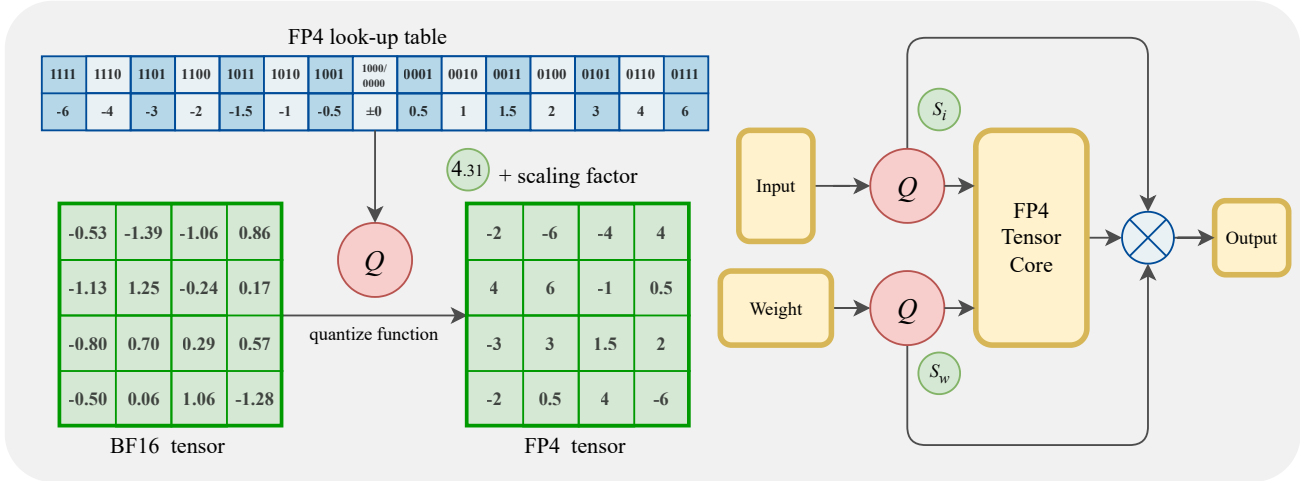 FP4 look-up table
1111 1110 1101 1100 1011 1010 1001 1000/0000 0001 0010 0011 0100 0101 0110 0111
-6 -4 -3 -2 -1.5 -1 -0.5 ±0 0.5 1 1.5 2 3 4 6
4.31 + scaling factor
Q
-0.53 -1.39 -1.06 0.86
-1.13 1.25 -0.24 0.17
-0.80 0.70 0.29 0.57
-0.50 0.06 1.06 -1.28
BF16 tensor
quantize function
-2 -6 -4 4
4 6 -1 0.5
-3 3 1.5 2
-2 0.5 4 -6
FP4 tensor
Input
Q
S_i
Weight
Q
S_w
FP4
Tensor
Core
Output